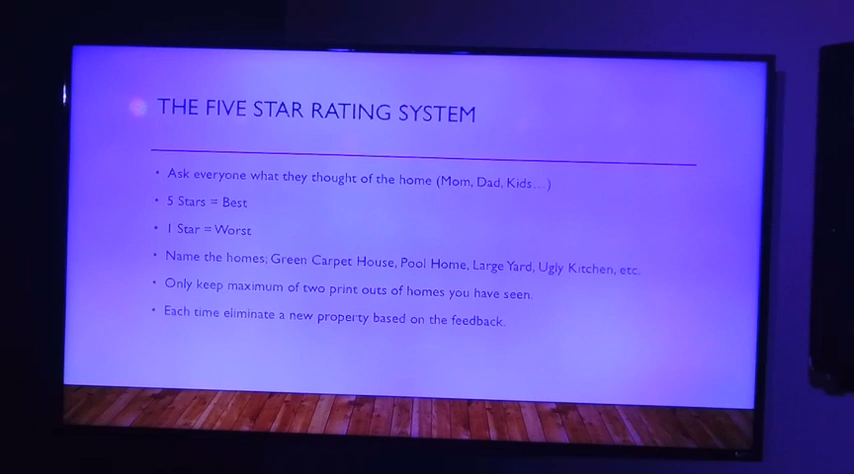 THE FIVE STAR RATING SYSTEM
• Ask everyone what they thought of the home (Mom, Dad, Kids...)
• 5 Stars = Best
• 1 Star = Worst
• Name the homes; Green Carpet House, Pool Home, Large Yard, Ugly Kitchen, etc.
• Only keep maximum of two print outs of homes you have seen.
• Each time eliminate a new property based on the feedback.